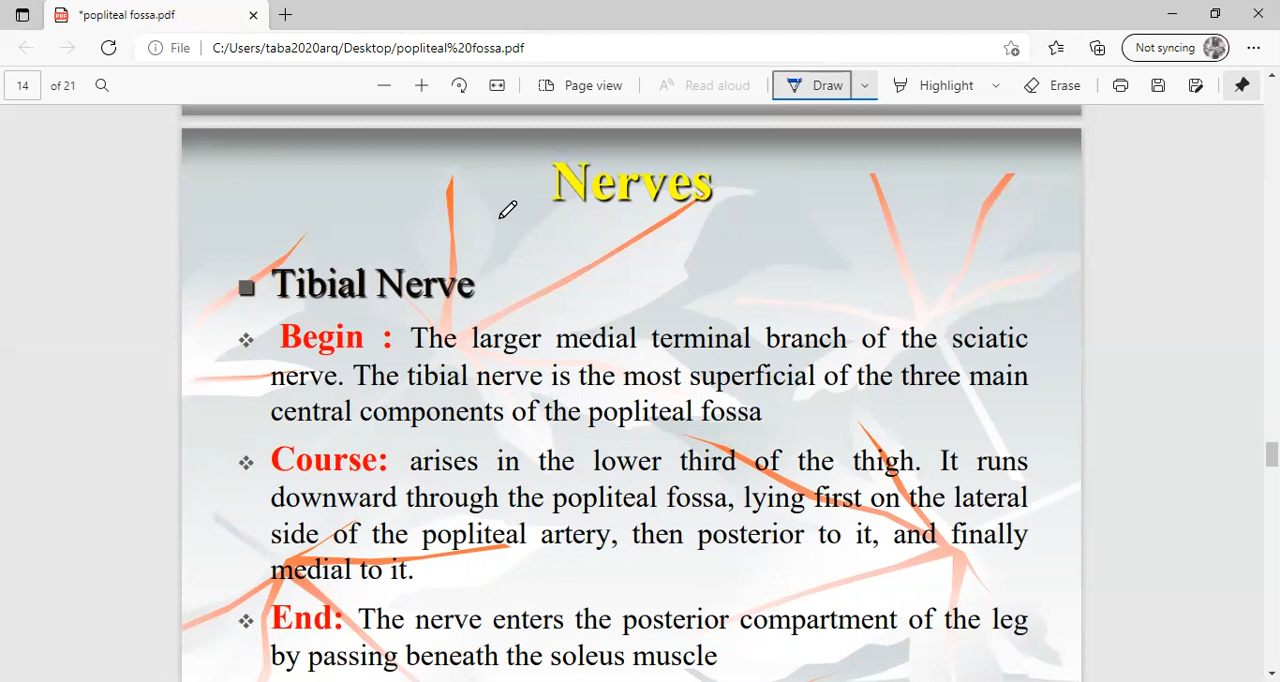 *popliteal fossa.pdf
File C:/Users/taba2020arq/Desktop/popliteal%20fossa.pdf Not syncing
14 of 21 Page view Read aloud Draw Highlight Erase
Nerves
Tibial Nerve
Begin : The larger medial terminal branch of the sciatic
nerve. The tibial nerve is the most superficial of the three main
central components of the popliteal fossa
Course: arises in the lower third of the thigh. It runs
downward through the popliteal fossa, lying first on the lateral
side of the popliteal artery, then posterior to it, and finally
medial to it.
End: The nerve enters the posterior compartment of the leg
by passing beneath the soleus muscle